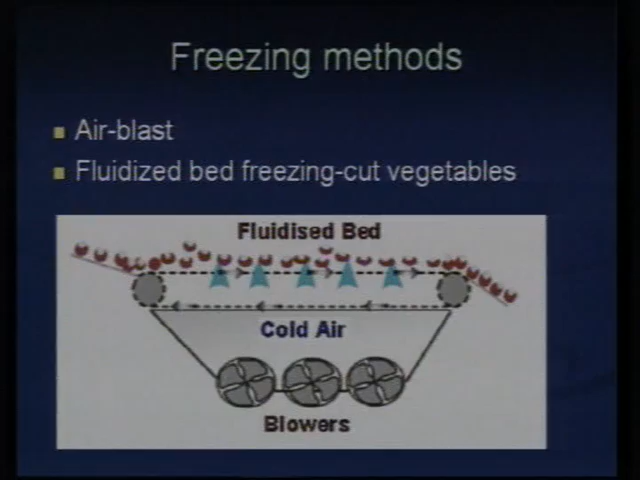 Freezing methods
Air-blast
Fluidized bed freezing-cut vegetables
Fluidised Bed
Cold Air
Blowers